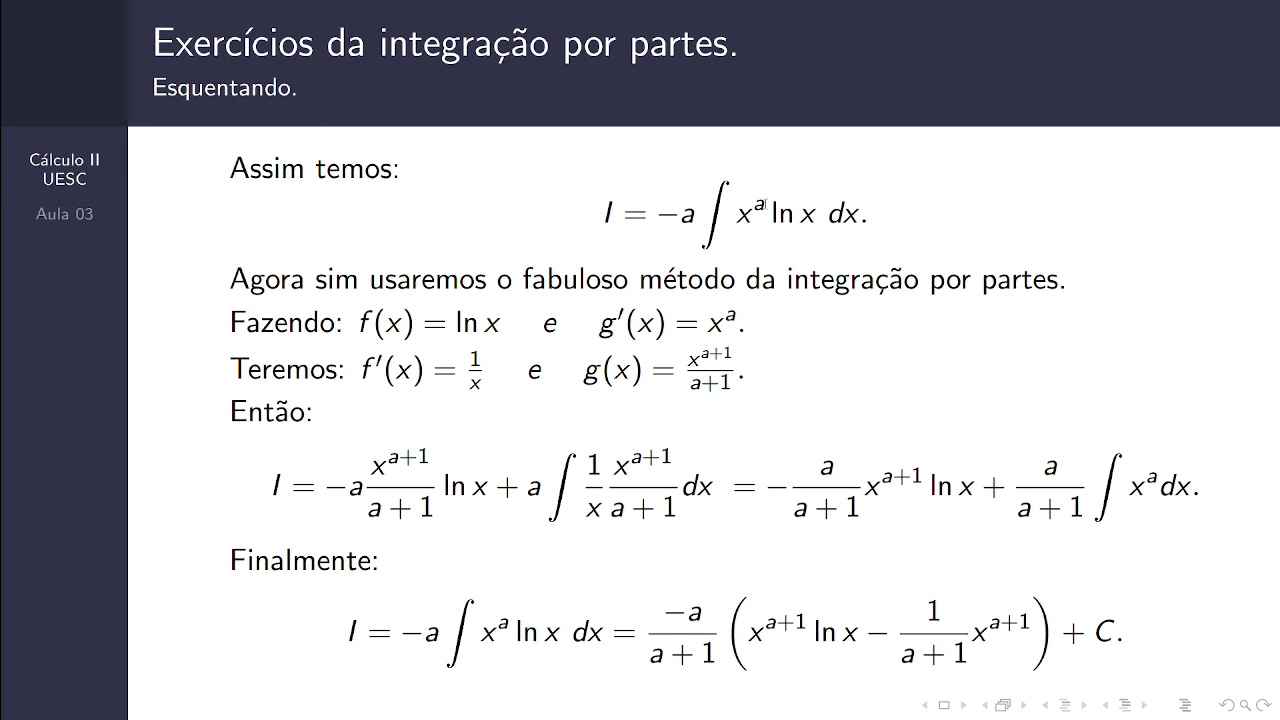 Exercícios da integração por partes.
Esquentando.
Cálculo II
UESC
Aula 03
Assim temos:
I = −a ∫ x^a ln x dx.
Agora sim usaremos o fabuloso método da integração por partes.
Fazendo: f(x) = ln x e g′(x) = x^a.
Teremos: f′(x) = 1/x e g(x) = x^{a+1}/(a+1).
Então:
I = −a x^{a+1}/(a+1) ln x + a ∫ 1/x x^{a+1}/(a+1) dx = − a/(a+1) x^{a+1} ln x + a/(a+1) ∫ x^a dx.
Finalmente:
I = −a ∫ x^a ln x dx = −a/(a+1) (x^{a+1} ln x − 1/(a+1) x^{a+1}) + C.